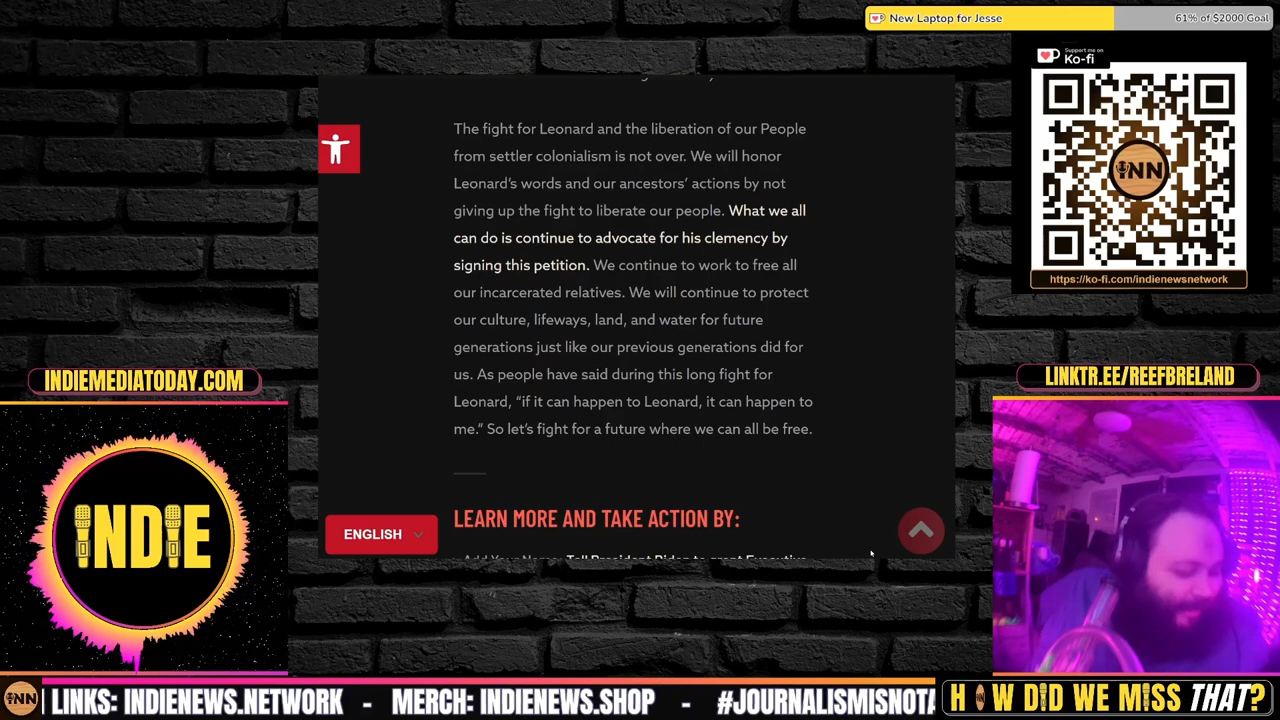 New Laptop for Jesse
61% of $2000 Goal
Support me on
Ko-fi
iNN
https://ko-fi.com/indienewsnetwork
The fight for Leonard and the liberation of our People
from settler colonialism is not over. We will honor
Leonard’s words and our ancestors’ actions by not
giving up the fight to liberate our people. What we all
can do is continue to advocate for his clemency by
signing this petition. We continue to work to free all
our incarcerated relatives. We will continue to protect
our culture, lifeways, land, and water for future
generations just like our previous generations did for
us. As people have said during this long fight for
Leonard, “if it can happen to Leonard, it can happen to
me.” So let’s fight for a future where we can all be free.
LEARN MORE AND TAKE ACTION BY:
ENGLISH
INDIEMEDIATODAY.COM
INDIE
LINKTR.EE/REEFBRELAND
iNN
LINKS: INDIENEWS.NETWORK - MERCH: INDIENEWS.SHOP - #JOURNALISMISNOTA
HOW DID WE MISS THAT?